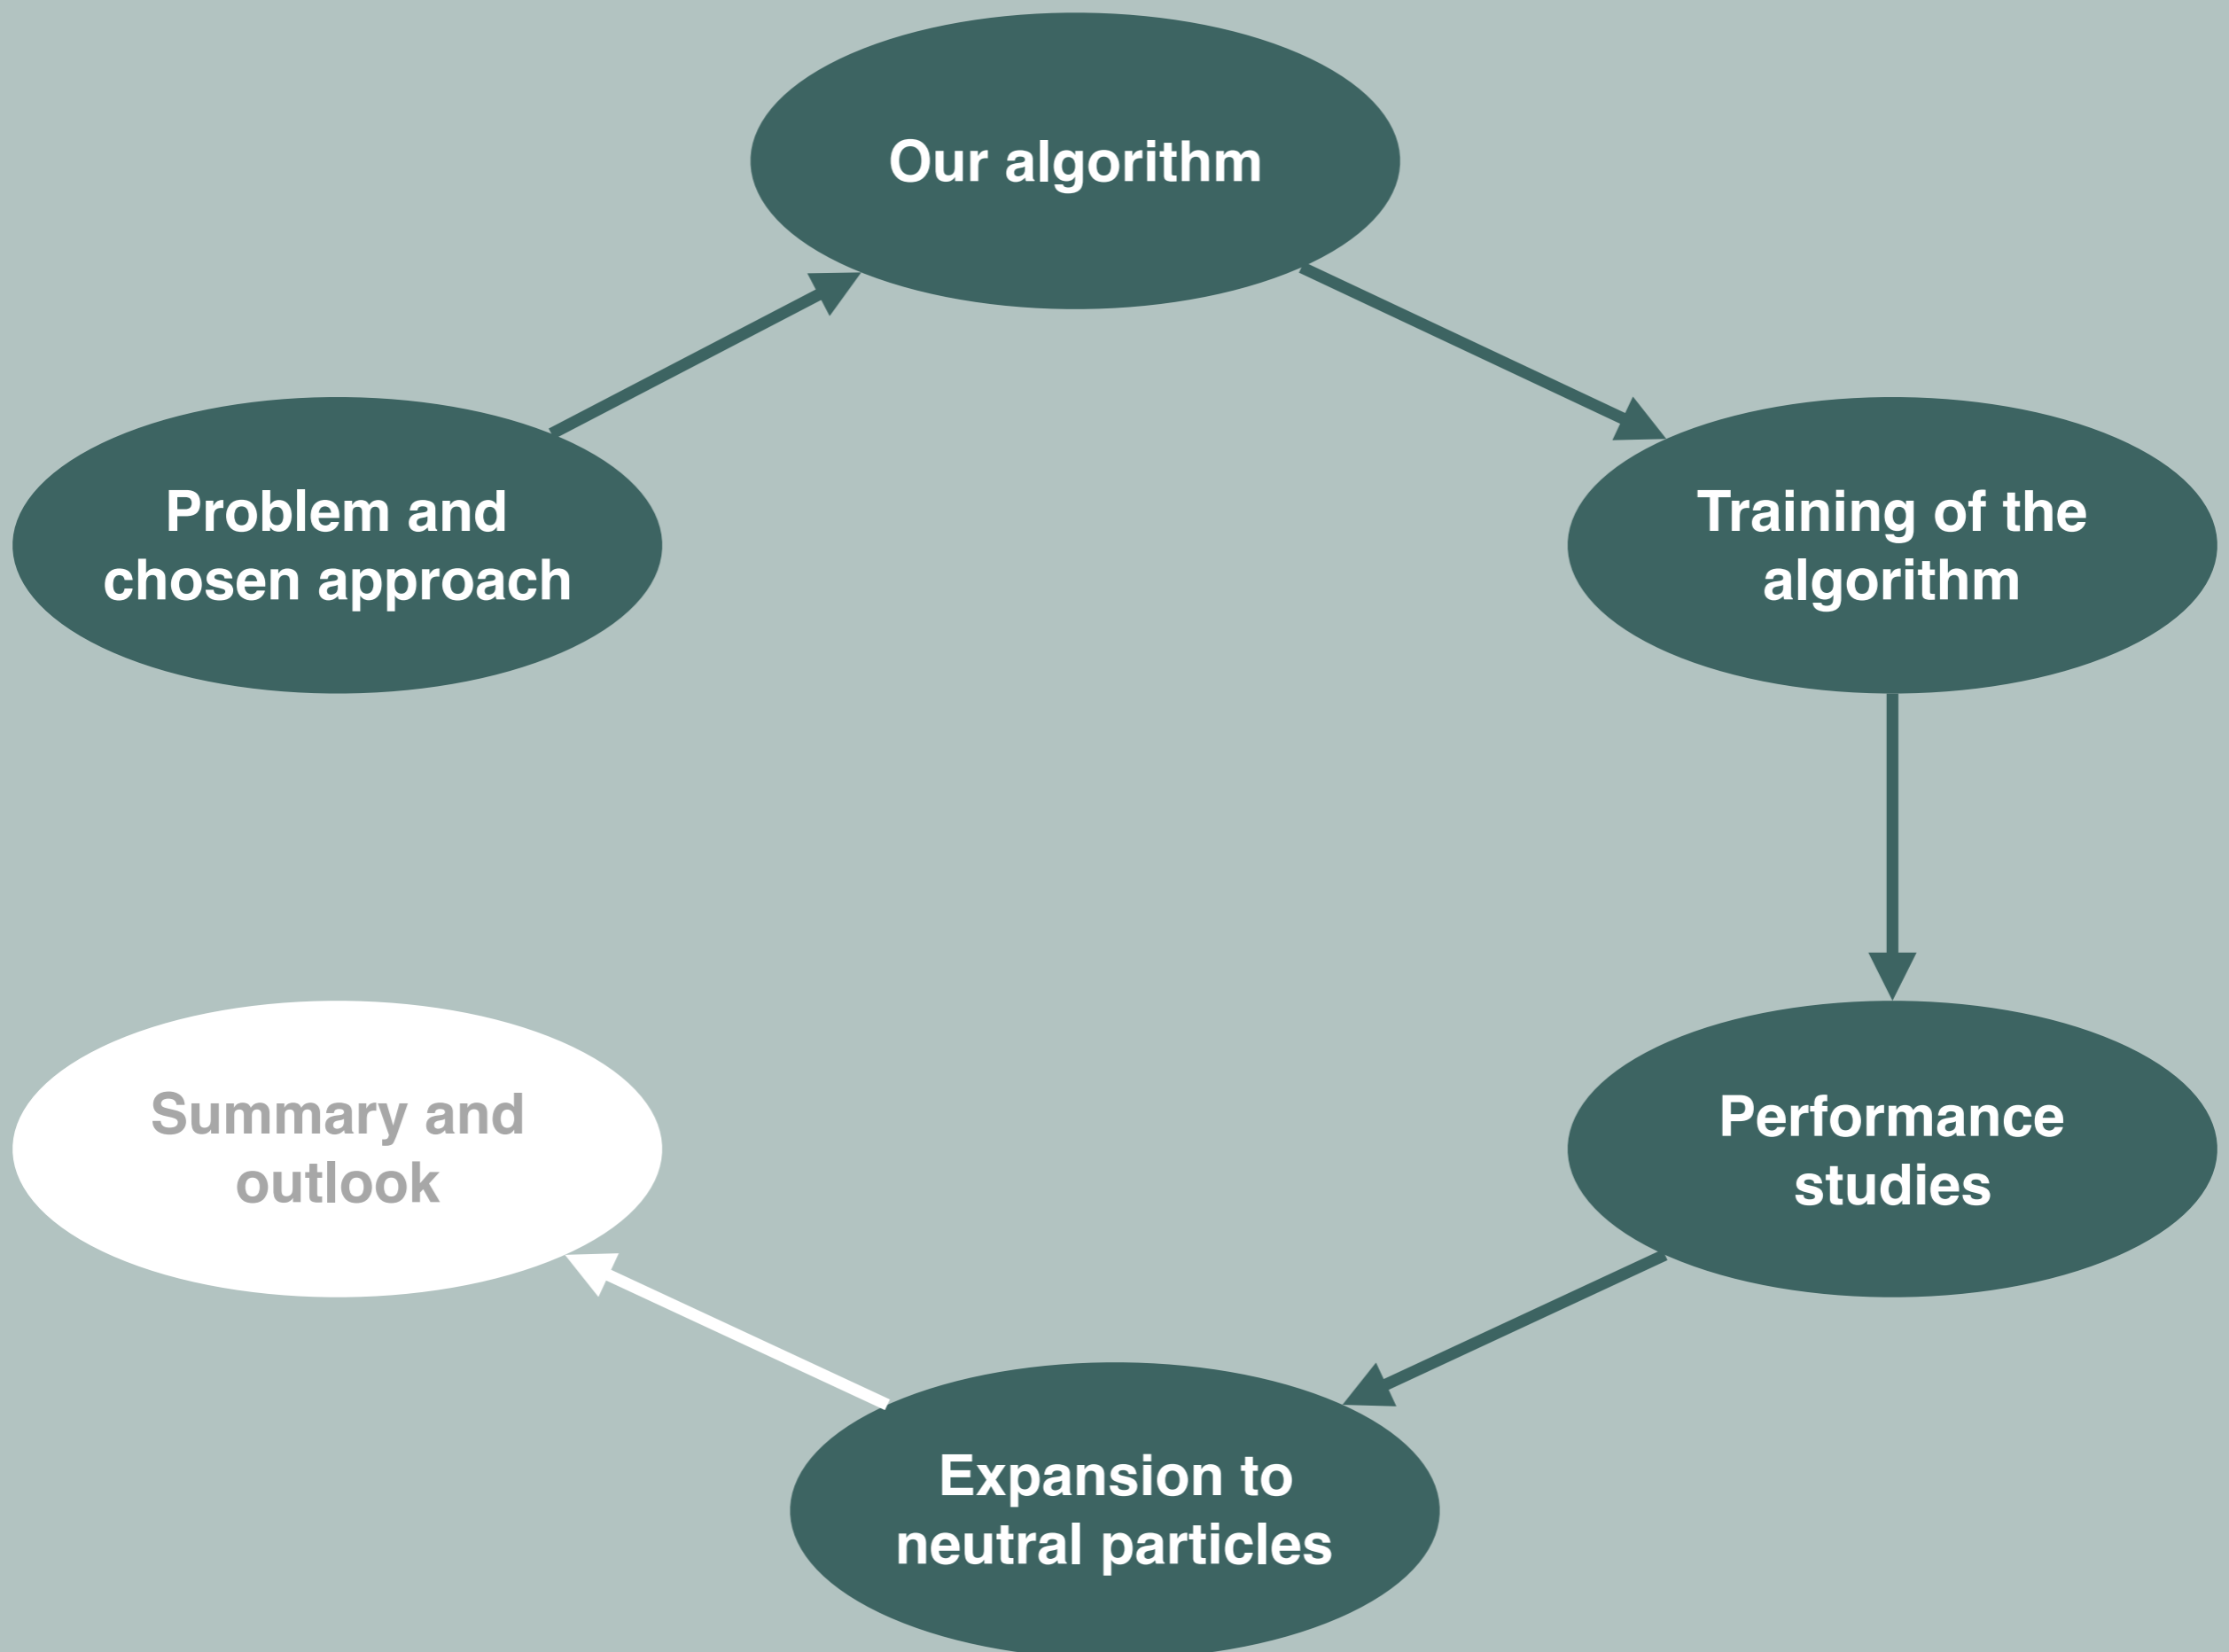 Our algorithm
Problem and
chosen approach
Training of the
algorithm
Summary and
outlook
Performance
studies
Expansion to
neutral particles